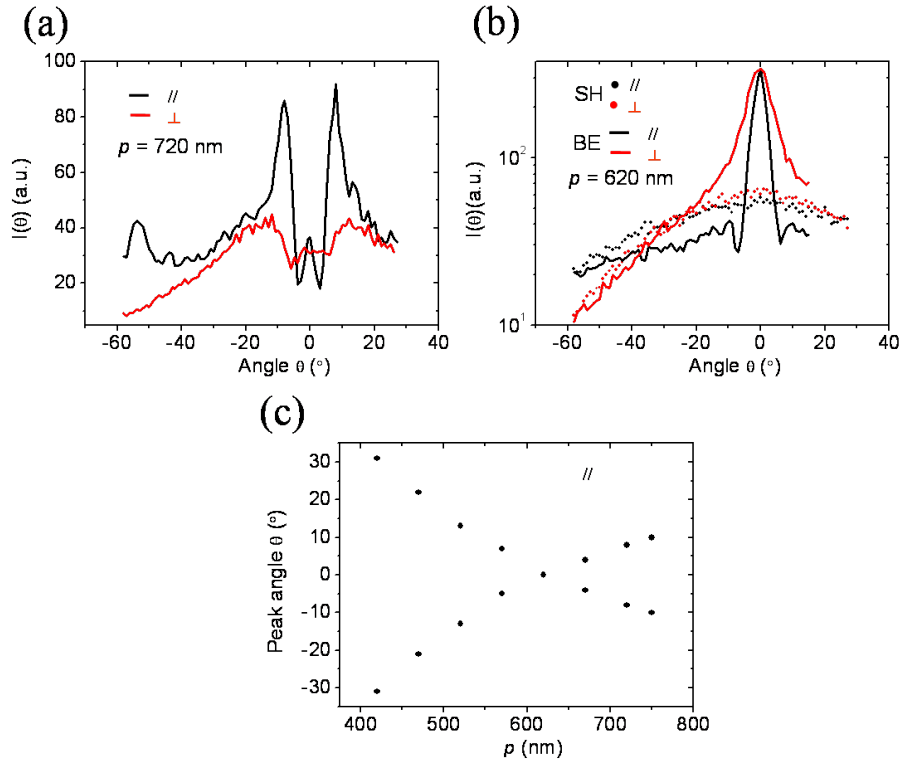 (a)
100
80
60
40
20
I(θ) (a.u.)
//
⊥
p = 720 nm
-60 -40 -20 0 20 40
Angle θ (°)
(b)
10²
10¹
I(θ)(a.u.)
SH //
⊥
BE //
⊥
p = 620 nm
-60 -40 -20 0 20 40
Angle θ (°)
(c)
30
20
10
0
-10
-20
-30
Peak angle θ (°)
//
400 500 600 700 800
p (nm)